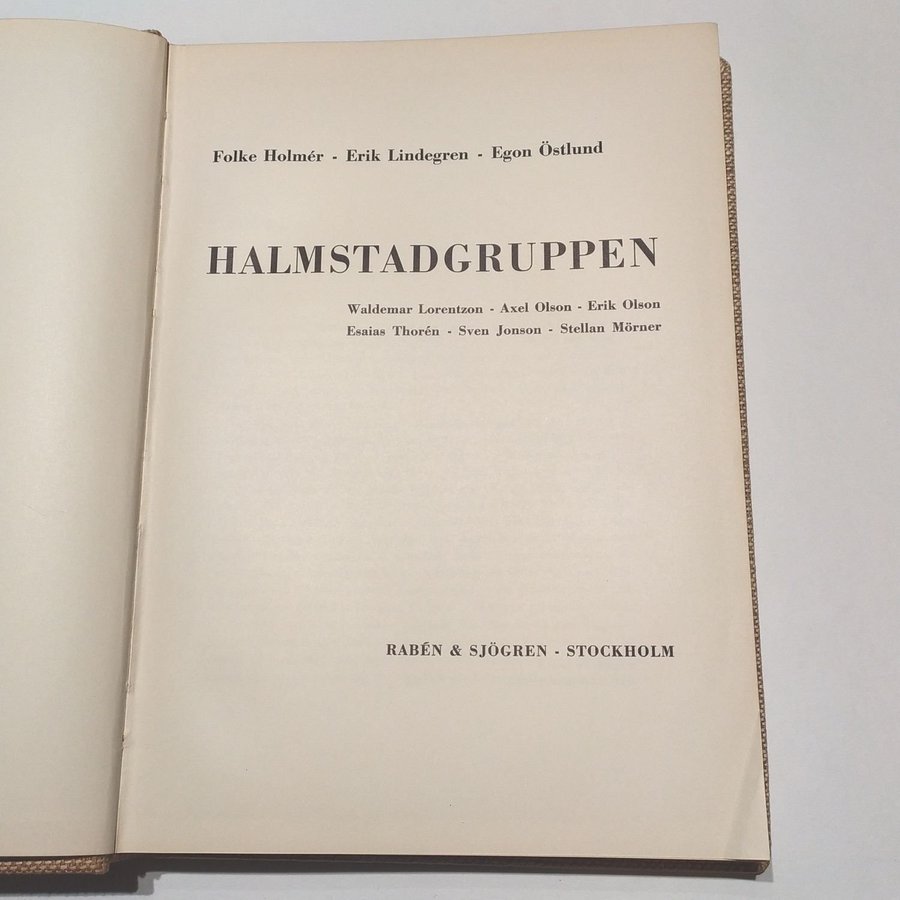 Folke Holmér - Erik Lindegren - Egon Östlund
HALMSTADGRUPPEN
Waldemar Lorentzon - Axel Olson - Erik Olson
Esaias Thorén - Sven Jonson - Stellan Mörner
RABÉN & SJÖGREN - STOCKHOLM